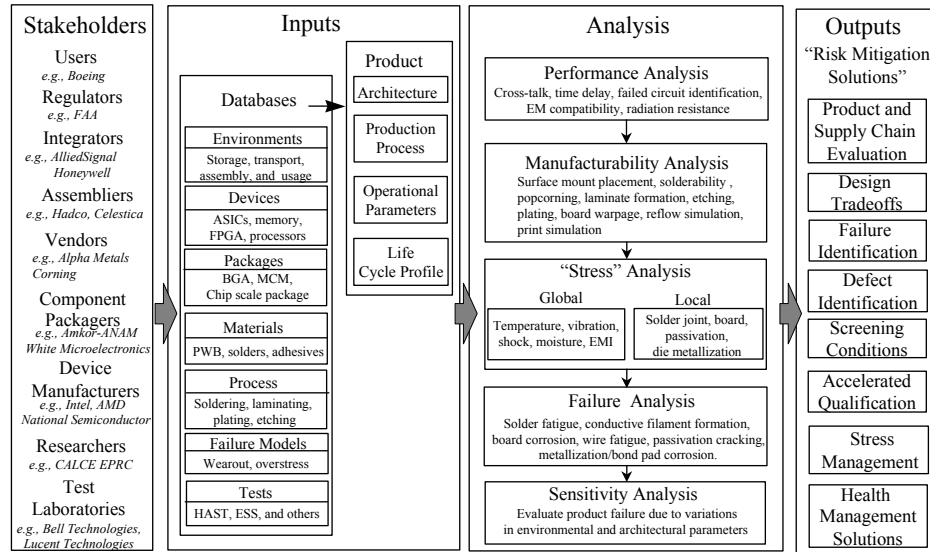 Stakeholders
Users
e.g., Boeing
Regulators
e.g., FAA
Integrators
e.g., AlliedSignal
Honeywell
Assembliers
e.g., Hadco, Celestica
Vendors
e.g., Alpha Metals
Corning
Component
Packagers
e.g., Amkor-ANAM
White Microelectronics
Device
Manufacturers
e.g., Intel, AMD
National Semiconductor
Researchers
e.g., CALCE EPRC
Test
Laboratories
e.g., Bell Technologies,
Lucent Technologies
Inputs
Databases
Environments
Storage, transport,
assembly, and usage
Devices
ASICs, memory,
FPGA, processors
Packages
BGA, MCM,
Chip scale package
Materials
PWB, solders, adhesives
Process
Soldering, laminating,
plating, etching
Failure Models
Wearout, overstress
Tests
HAST, ESS, and others
Product
Architecture
Production
Process
Operational
Parameters
Life
Cycle Profile
Analysis
Performance Analysis
Cross-talk, time delay, failed circuit identification,
EM compatibility, radiation resistance
Manufacturability Analysis
Surface mount placement, solderability ,
popcorning, laminate formation, etching,
plating, board warpage, reflow simulation,
print simulation
“Stress” Analysis
Global
Temperature, vibration,
shock, moisture, EMI
Local
Solder joint, board,
passivation,
die metallization
Failure Analysis
Solder fatigue, conductive filament formation,
board corrosion, wire fatigue, passivation cracking,
metallization/bond pad corrosion.
Sensitivity Analysis
Evaluate product failure due to variations
in environmental and architectural parameters
Outputs
“Risk Mitigation
Solutions”
Product and
Supply Chain
Evaluation
Design
Tradeoffs
Failure
Identification
Defect
Identification
Screening
Conditions
Accelerated
Qualification
Stress
Management
Health
Management
Solutions